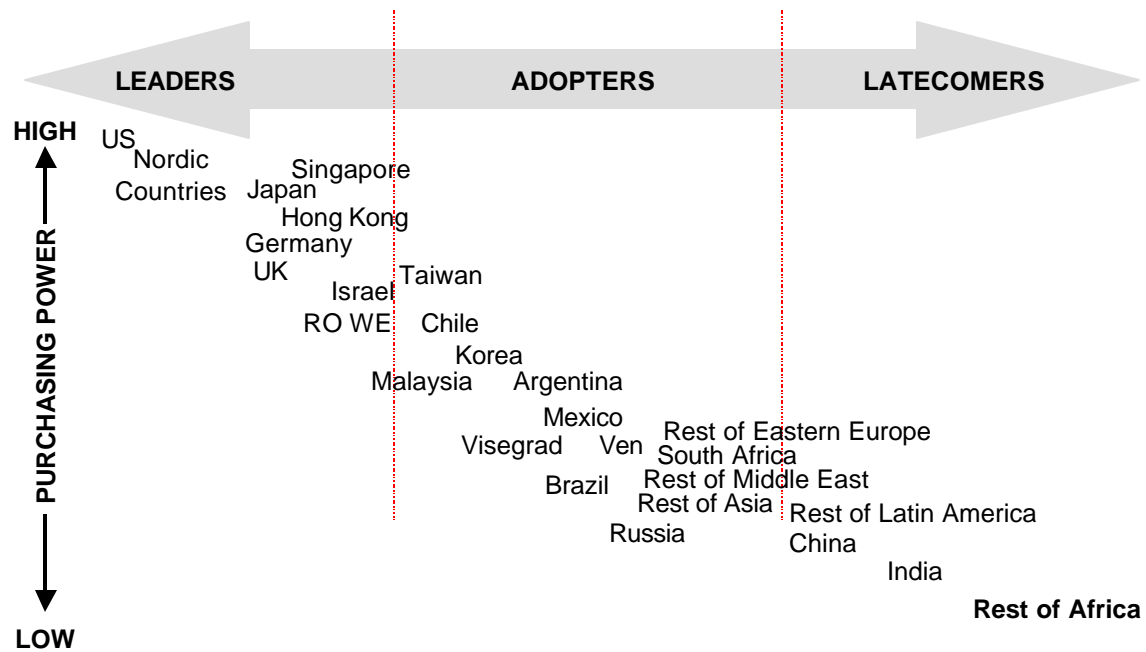 LEADERS
ADOPTERS
LATECOMERS
HIGH
US
Nordic
Countries
Singapore
Japan
Hong Kong
Germany
UK
Taiwan
Israel
RO WE
Chile
Korea
Malaysia
Argentina
Mexico
Visegrad
Ven
Rest of Eastern Europe
South Africa
Rest of Middle East
Brazil
Rest of Asia
Rest of Latin America
Russia
China
India
Rest of Africa
PURCHASING POWER
LOW